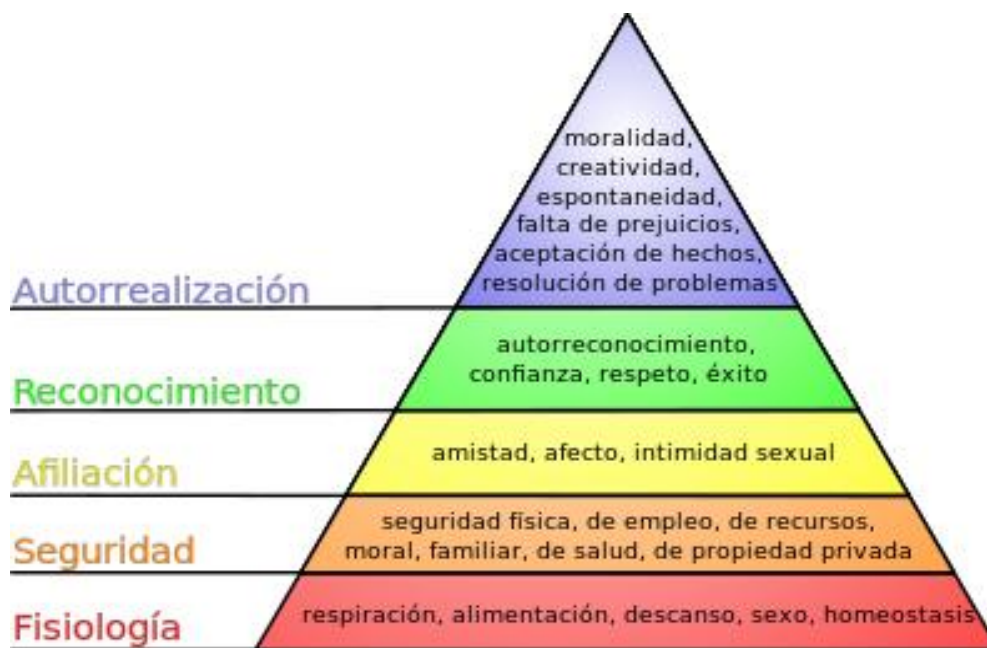 moralidad,
creatividad,
espontaneidad,
falta de prejuicios,
aceptación de hechos,
resolución de problemas
Autorrealización
autorreconocimiento,
confianza, respeto, éxito
Reconocimiento
amistad, afecto, intimidad sexual
Afiliación
seguridad física, de empleo, de recursos,
moral, familiar, de salud, de propiedad privada
Seguridad
respiración, alimentación, descanso, sexo, homeostasis
Fisiología